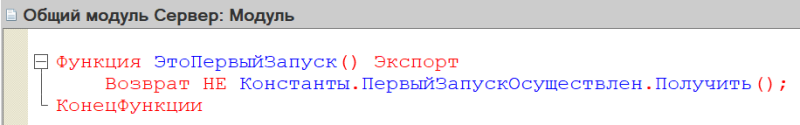 Общий модуль Сервер: Модуль
Функция ЭтоПервыйЗапуск() Экспорт
Возврат НЕ Константы.ПервыйЗапускОсуществлен.Получить();
КонецФункции